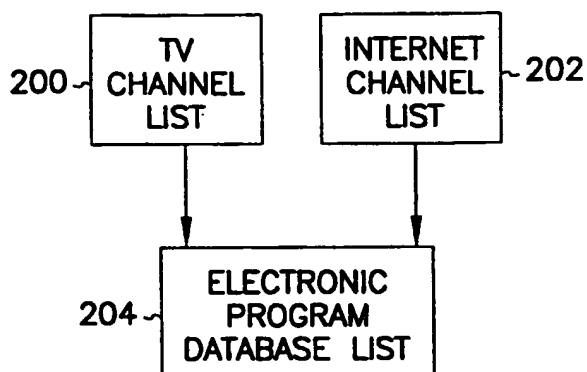 TV
CHANNEL
LIST
200
INTERNET
CHANNEL
LIST
202
ELECTRONIC
PROGRAM
DATABASE LIST
204